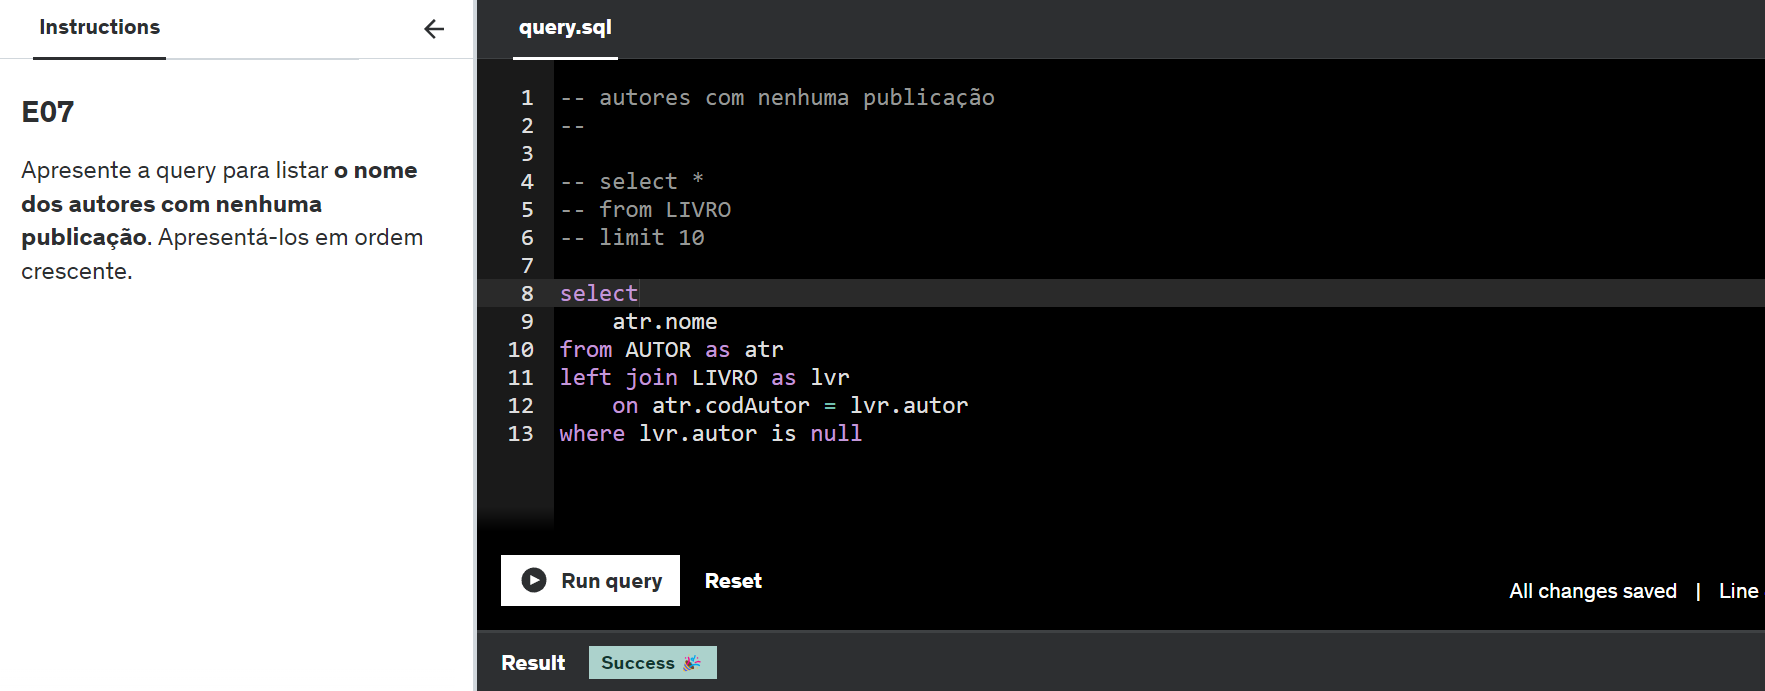 Instructions
E07
Apresente a query para listar o nome
dos autores com nenhuma
publicação. Apresentá-los em ordem
crescente.
query.sql
1 -- autores com nenhuma publicação
2 --
3
4 -- select *
5 -- from LIVRO
6 -- limit 10
7
8 select
9 atr.nome
10 from AUTOR as atr
11 left join LIVRO as lvr
12 on atr.codAutor = lvr.autor
13 where lvr.autor is null
Run query Reset
All changes saved | Line
Result Success 🎉